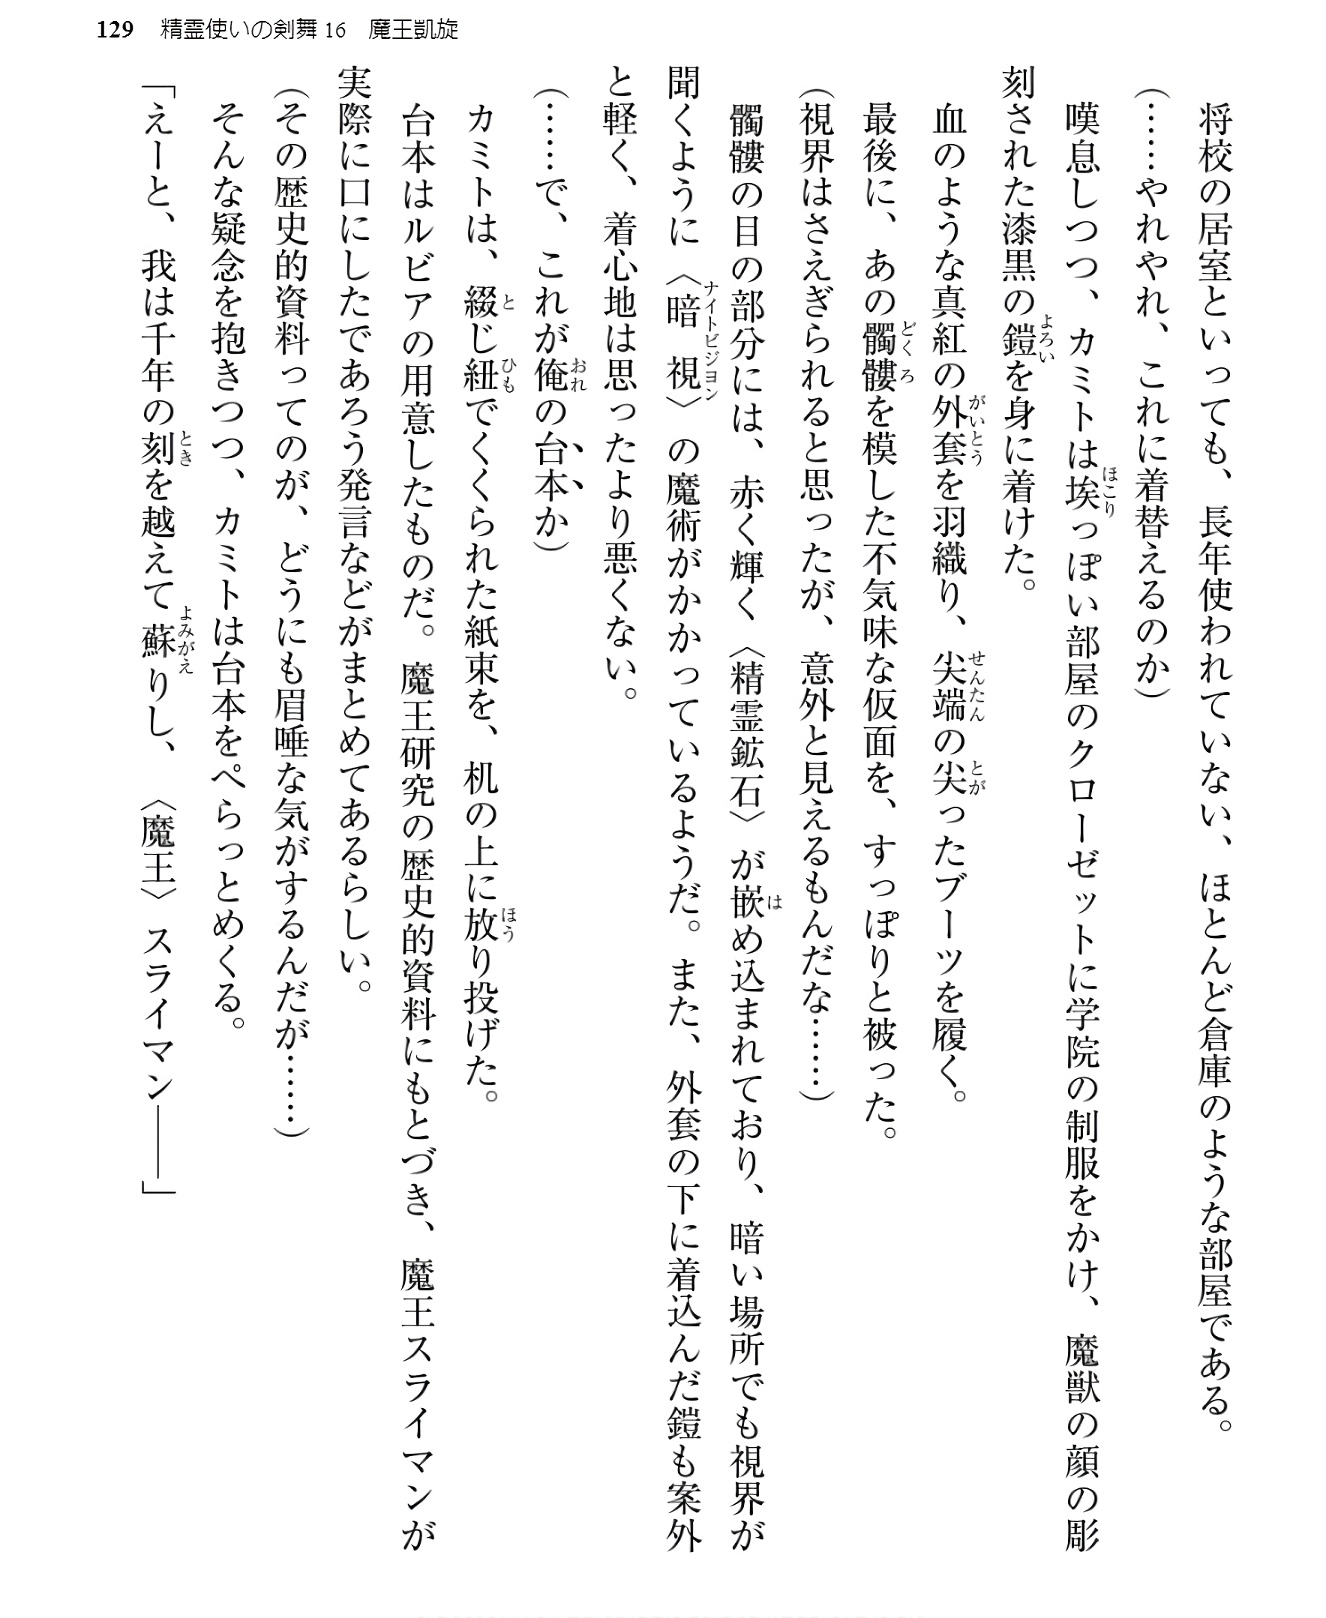 129　精霊使いの剣舞 16　魔王凱旋
　将校の居室といっても、長年使われていない、ほとんど倉庫のような部屋である。
（……やれやれ、これに着替えるのか）
　嘆息しつつ、カミトは埃っぽい部屋のクローゼットに学院の制服をかけ、魔獣の顔の彫
刻された漆黒の鎧を身に着けた。
　血のような真紅の外套を羽織り、尖端の尖ったブーツを履く。
　最後に、あの髑髏を模した不気味な仮面を、すっぽりと被った。
（視界はさえぎられると思ったが、意外と見えるもんだな……）
　髑髏の目の部分には、赤く輝く〈精霊鉱石〉が嵌め込まれており、暗い場所でも視界が
聞くように〈暗視〉の魔術がかかっているようだ。また、外套の下に着込んだ鎧も案外
と軽く、着心地は思ったより悪くない。
（……で、これが俺の台本か）
　カミトは、綴じ紐でくくられた紙束を、机の上に放り投げた。
　台本はルビアの用意したものだ。魔王研究の歴史的資料にもとづき、魔王スライマンが
実際に口にしたであろう発言などがまとめてあるらしい。
（その歴史的資料ってのが、どうにも眉唾な気がするんだが……）
　そんな疑念を抱きつつ、カミトは台本をぺらっとめくる。
「えーと、我は千年の刻を越えて蘇りし、〈魔王〉スライマン――」